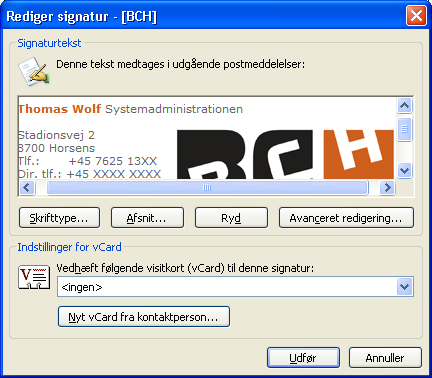 Rediger signatur - [BCH]
Signaturtekst
Denne tekst medtages i udgående postmeddelelser:
Thomas Wolf Systemadministrationen
Stadionsvej 2
8700 Horsens
Tlf.: +45 7625 13XX
Dir. tlf.: +45 XXXX XXXX
BCH
Skrifttype...
Afsnit...
Ryd
Avanceret redigering...
Indstillinger for vCard
V
Vedhæft følgende visitkort (vCard) til denne signatur:
<ingen>
Nyt vCard fra kontaktperson...
Udfør
Annuller